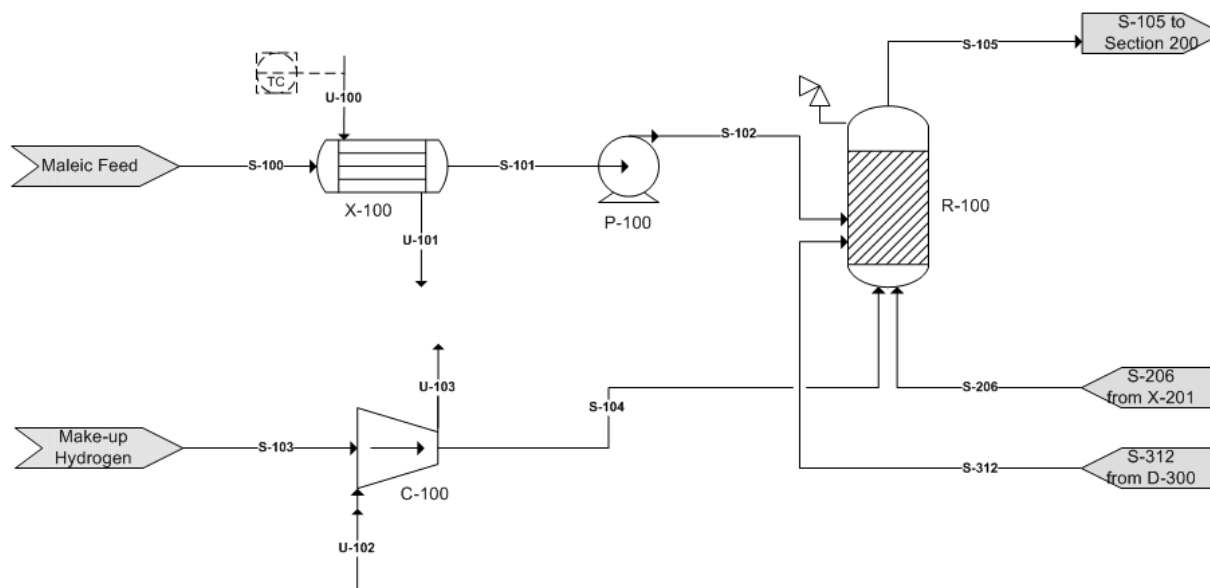 S-105 to
Section 200
S-105
TC
U-100
S-102
Maleic Feed
S-100
S-101
X-100
P-100
R-100
U-101
U-103
S-206
S-206
from X-201
S-104
Make-up
Hydrogen
S-103
S-312
S-312
from D-300
C-100
U-102